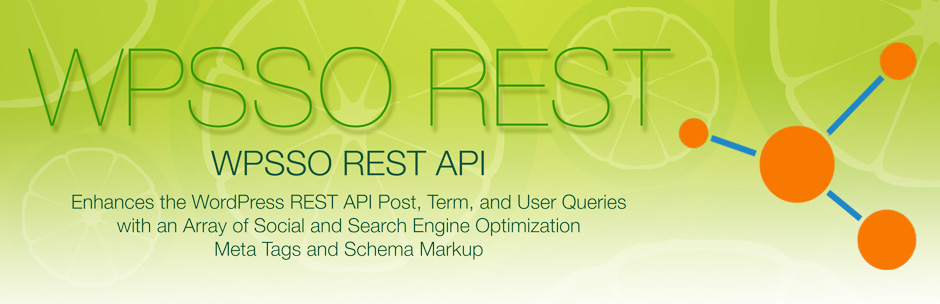 WPSSO REST
WPSSO REST API
Enhances the WordPress REST API Post, Term, and User Queries
with an Array of Social and Search Engine Optimization
Meta Tags and Schema Markup